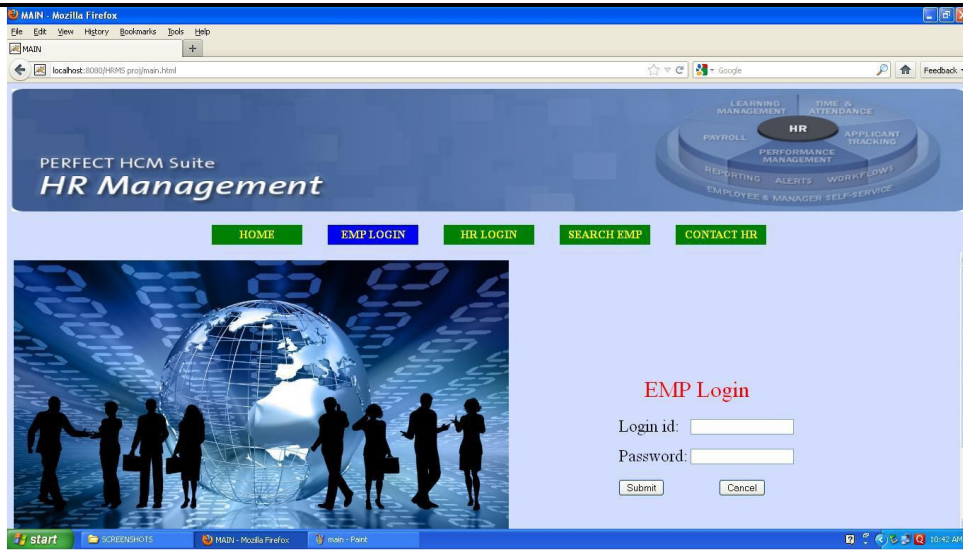 MAIN - Mozilla Firefox
File Edit View History Bookmarks Tools Help
MAIN +
localhost:8080/HRMS proj/main.html Google Feedback
LEARNING MANAGEMENT
TIME & ATTENDANCE
PAYROLL
HR
APPLICANT TRACKING
PERFORMANCE MANAGEMENT
REPORTING ALERTS WORKFLOWS
EMPLOYEE & MANAGER SELF-SERVICE
PERFECT HCM Suite
HR Management
HOME EMP LOGIN HR LOGIN SEARCH EMP CONTACT HR
EMP Login
Login id:
Password:
Submit Cancel
start SCREENSHOTS MAIN - Mozilla Firefox main - Paint 10:42 AM